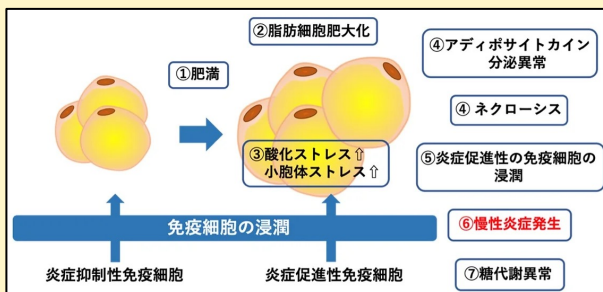 ②脂肪細胞肥大化
①肥満
③酸化ストレス⇧
小胞体ストレス⇧
免疫細胞の浸潤
炎症抑制性免疫細胞
炎症促進性免疫細胞
④アディポサイトカイン
分泌異常
④ ネクローシス
⑤炎症促進性の免疫細胞の
浸潤
⑥慢性炎症発生
⑦糖代謝異常